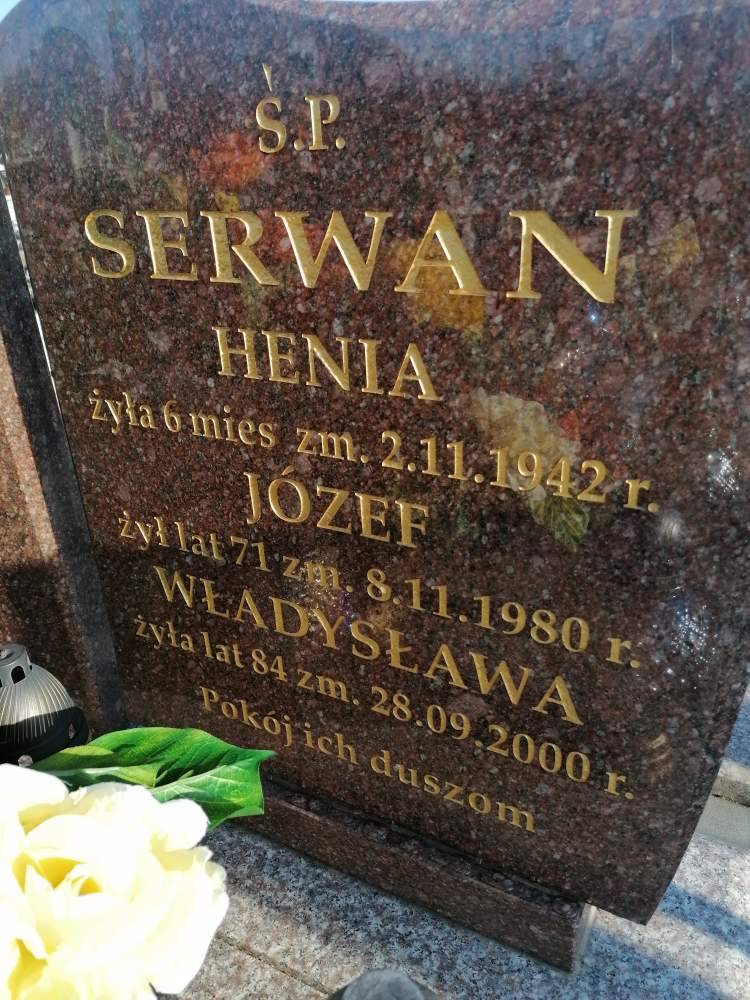 Ś.P.
SERWAN
HENIA
żyła 6 mies zm. 2.11.1942 r.
JÓZEF
żył lat 71 zm. 8.11.1980 r.
WŁADYSŁAWA
żyła lat 84 zm. 28.09.2000 r.
Pokój ich duszom